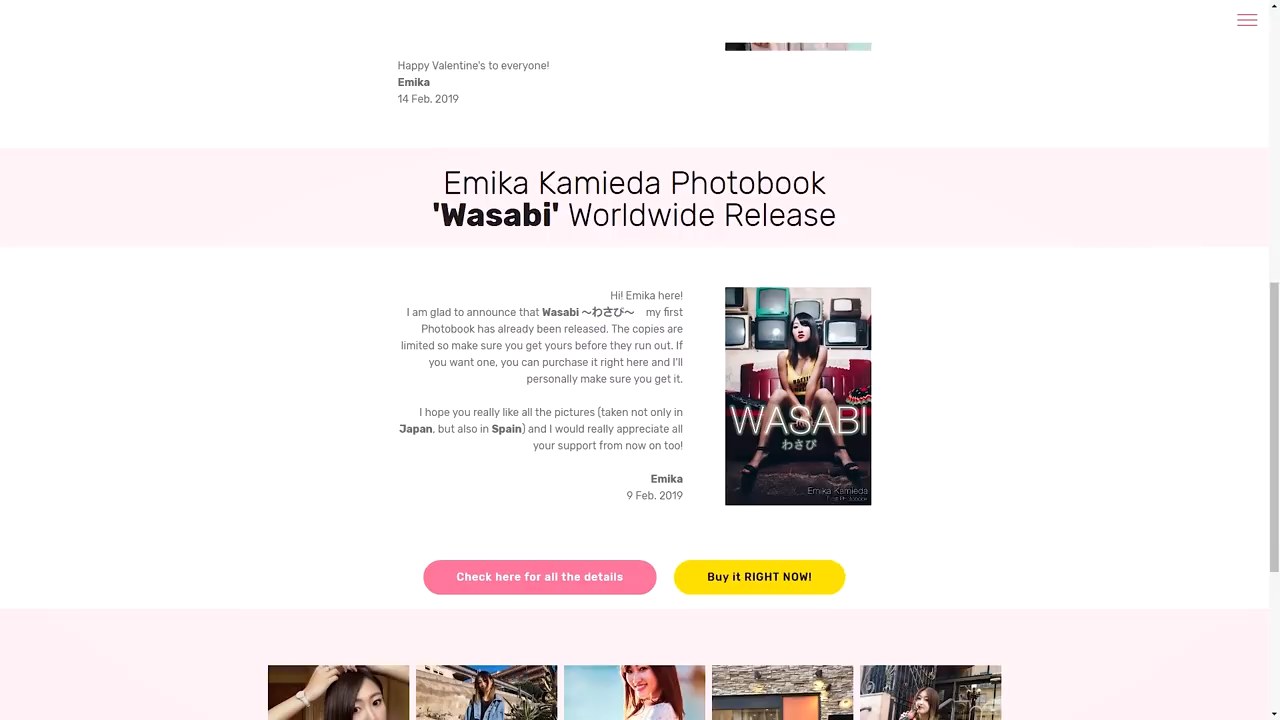 Happy Valentine's to everyone!
Emika
14 Feb, 2019
Emika Kamieda Photobook
'Wasabi' Worldwide Release
Hi! Emika here!
I am glad to announce that Wasabi 〜わさび〜 my first
Photobook has already been released. The copies are
limited so make sure you get yours before they run out. If
you want one, you can purchase it right here and I'll
personally make sure you get it.
I hope you really like all the pictures (taken not only in
Japan, but also in Spain) and I would really appreciate all
your support from now on too!
Emika
9 Feb. 2019
WASABI
わさび
Emika Kamieda
First Photobook
Check here for all the details
Buy it RIGHT NOW!